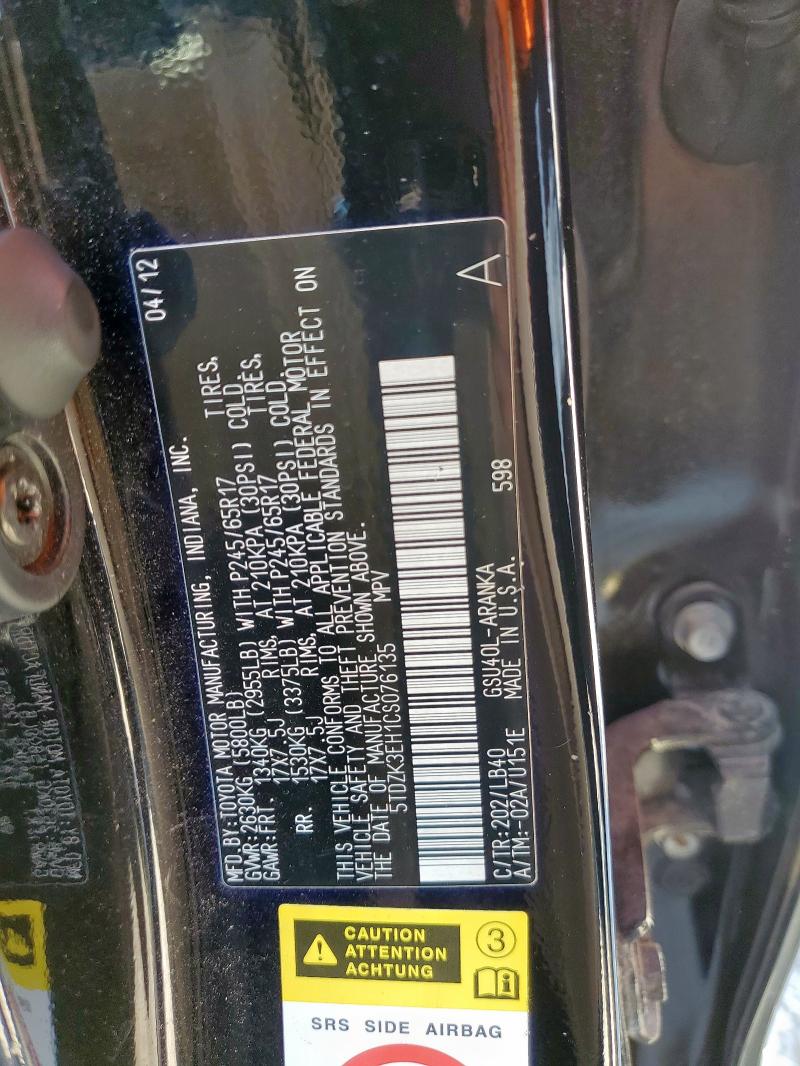 04/12
MFD.BY:TOYOTA MOTOR MANUFACTURING, INDIANA, INC.
GVWR:2630KG (5800LB)
GAWR:FRT. 1340KG (2955LB) WITH P245/65R17 TIRES,
17X7.5J RIMS, AT 210KPA (30PSI) COLD.
RR. 1530KG (3375LB) WITH P245/65R17 TIRES,
17X7.5J RIMS, AT 210KPA (30PSI) COLD.
THIS VEHICLE CONFORMS TO ALL APPLICABLE FEDERAL MOTOR
VEHICLE SAFETY AND THEFT PREVENTION STANDARDS IN EFFECT ON
THE DATE OF MANUFACTURE SHOWN ABOVE.
5TDZK3EH1CS076135 MPV
C/TR:202/LB40 GSU40L-ARANKA 598
A/TM:-02A/U151E MADE IN U.S.A.
A
CAUTION
ATTENTION
ACHTUNG
3
SRS SIDE AIRBAG